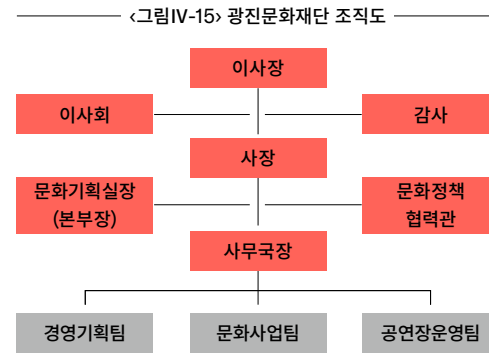 <그림IV-15> 광진문화재단 조직도
이사장
이사회
감사
사장
문화기획실장
(본부장)
문화정책
협력관
사무국장
경영기획팀
문화사업팀
공연장운영팀